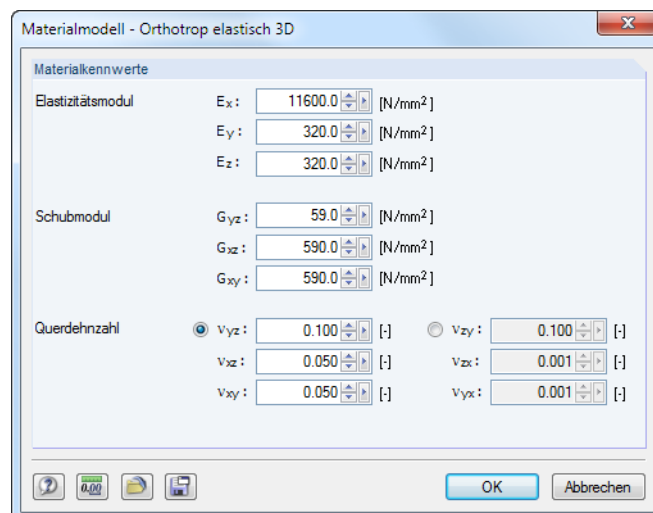 Materialmodell - Orthotrop elastisch 3D
Materialkennwerte
Elastizitätsmodul Ex: 11600.0 [N/mm²]
Ey: 320.0 [N/mm²]
Ez: 320.0 [N/mm²]
Schubmodul Gyz: 59.0 [N/mm²]
Gxz: 590.0 [N/mm²]
Gxy: 590.0 [N/mm²]
Querdehnzahl νyz: 0.100 [-] νzy: 0.100 [-]
νxz: 0.050 [-] νzx: 0.001 [-]
νxy: 0.050 [-] νyx: 0.001 [-]
0.00 OK Abbrechen